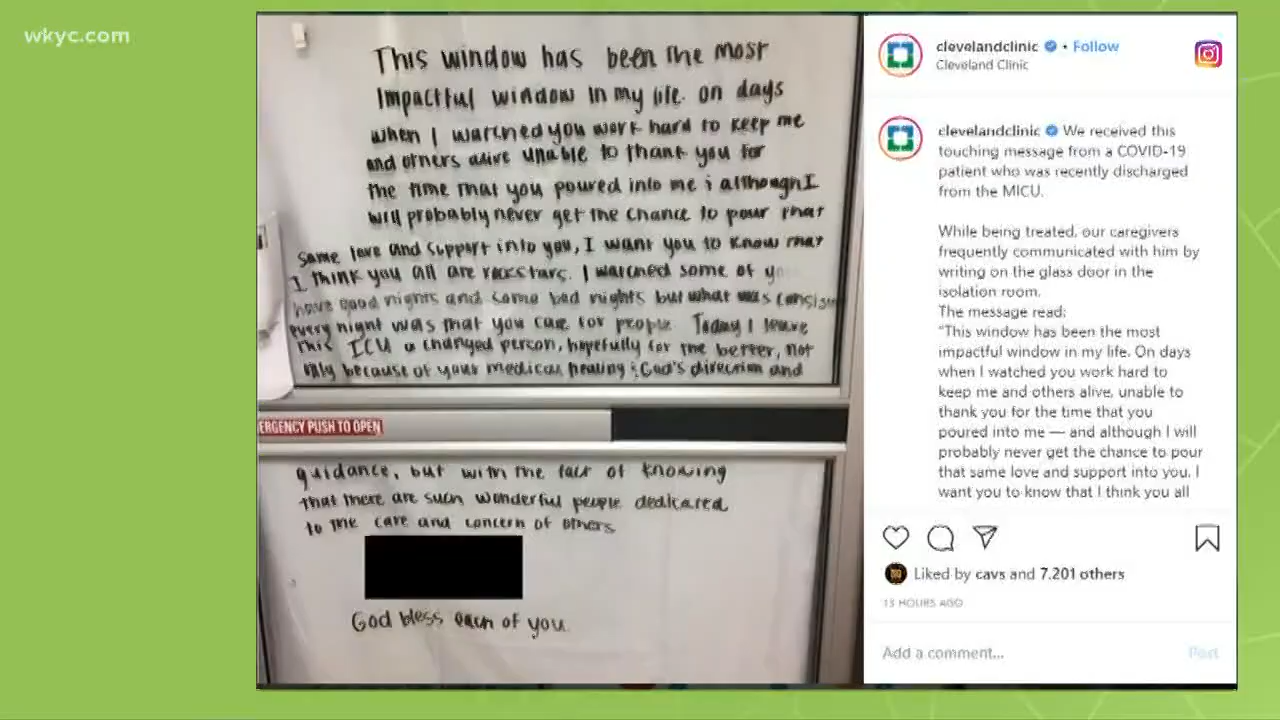 wkyc.com
This window has been the most
Impactful window in my life. on days
when I watched you work hard to keep me
and others alive unable to thank you for
the time that you poured into me & although I
will probably never get the chance to pour that
same love and support into you, I want you to know that
I think you all are rockstars. I watched some of
have good nights and some bad nights but what was
every night was that you care for people. Today I leave
this ICU a changed person, hopefully for the better, not
only because of your medical healing & God's direction and
ERGENCY PUSH TO OPEN
guidance, but with the fact of knowing
that there are such wonderful people dedicated
to the care and concern of others
God bless each of you.
clevelandclinic • Follow
Cleveland Clinic
clevelandclinic We received this
touching message from a COVID-19
patient who was recently discharged
from the MICU.
While being treated, our caregivers
frequently communicated with him by
writing on the glass door in the
isolation room.
The message read:
"This window has been the most
impactful window in my life. On days
when I watched you work hard to
keep me and others alive, unable to
thank you for the time that you
poured into me — and although I will
probably never get the chance to pour
that same love and support into you, I
want you to know that I think you all
Liked by cavs and 7,201 others
13 HOURS AGO
Add a comment...
Post